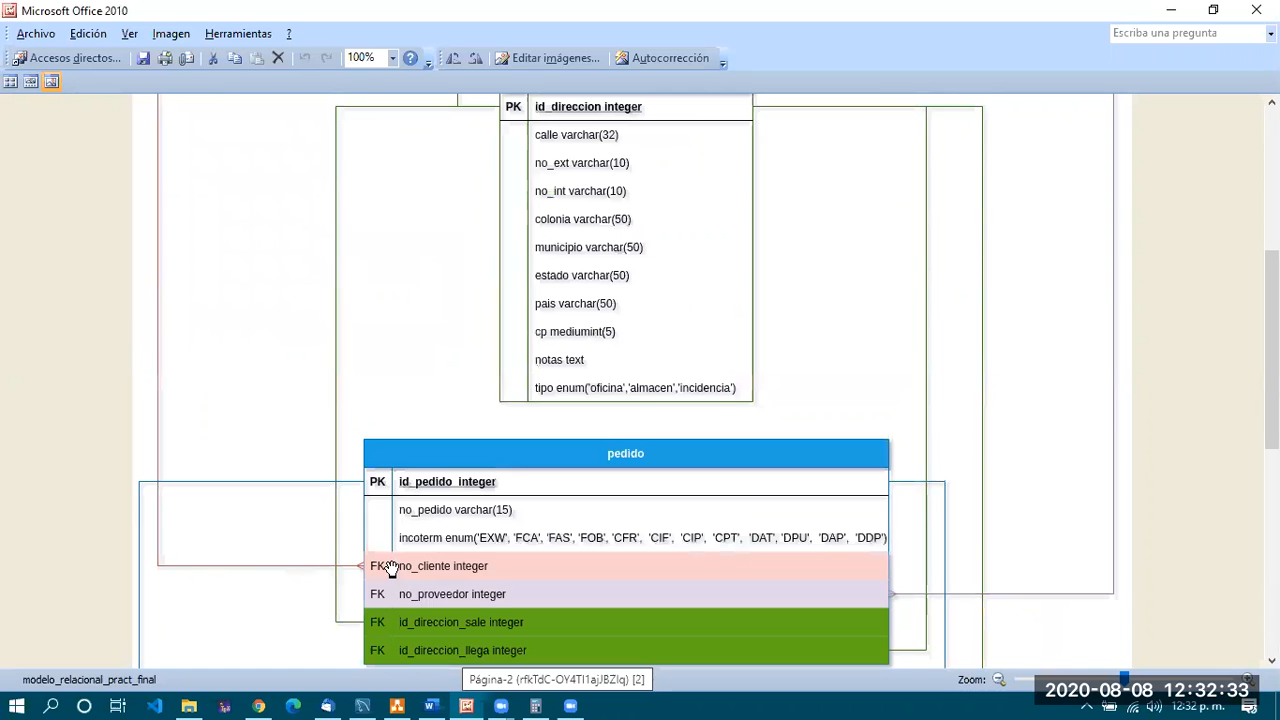 Microsoft Office 2010
Archivo Edición Ver Imagen Herramientas ?
Escriba una pregunta
Accesos directos... 100% Editar imágenes... Autocorrección
PK id_direccion integer
calle varchar(32)
no_ext varchar(10)
no_int varchar(10)
colonia varchar(50)
municipio varchar(50)
estado varchar(50)
pais varchar(50)
cp mediumint(5)
notas text
tipo enum('oficina','almacen','incidencia')
pedido
PK id_pedido integer
no_pedido varchar(15)
incoterm enum('EXW', 'FCA', 'FAS', 'FOB', 'CFR', 'CIF', 'CIP', 'CPT', 'DAT', 'DPU', 'DAP', 'DDP')
FK no_cliente integer
FK no_proveedor integer
FK id_direccion_sale integer
FK id_direccion_llega integer
modelo_relacional_pract_final
Página-2 (rfkTdC-OY4TI1ajJBZlq) [2]
Zoom:
2020-08-08 12:32:33
12:32 p. m.